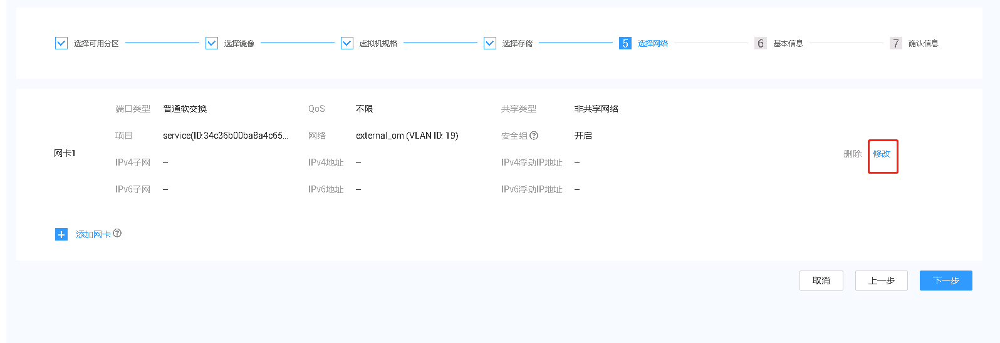 选择可用分区 选择镜像 虚拟机规格 选择存储 5 选择网络 6 基本信息 7 确认信息
端口类型 普通软交换 QoS 不限 共享类型 非共享网络
项目 service(ID:34c36b00ba8a4c65... 网络 external_om (VLAN ID: 19) 安全组 ? 开启
网卡1
删除 修改
IPv4子网 – IPv4地址 – IPv4浮动IP地址 –
IPv6子网 – IPv6地址 – IPv6浮动IP地址 –
+ 添加网卡 ?
取消 上一步 下一步